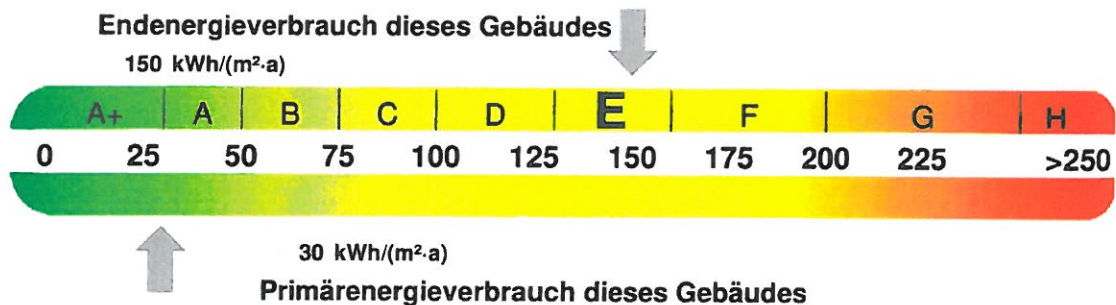 Endenergieverbrauch dieses Gebäudes
150 kWh/(m²·a)
A+ A B C D E F G H
0 25 50 75 100 125 150 175 200 225 >250
30 kWh/(m²·a)
Primärenergieverbrauch dieses Gebäudes